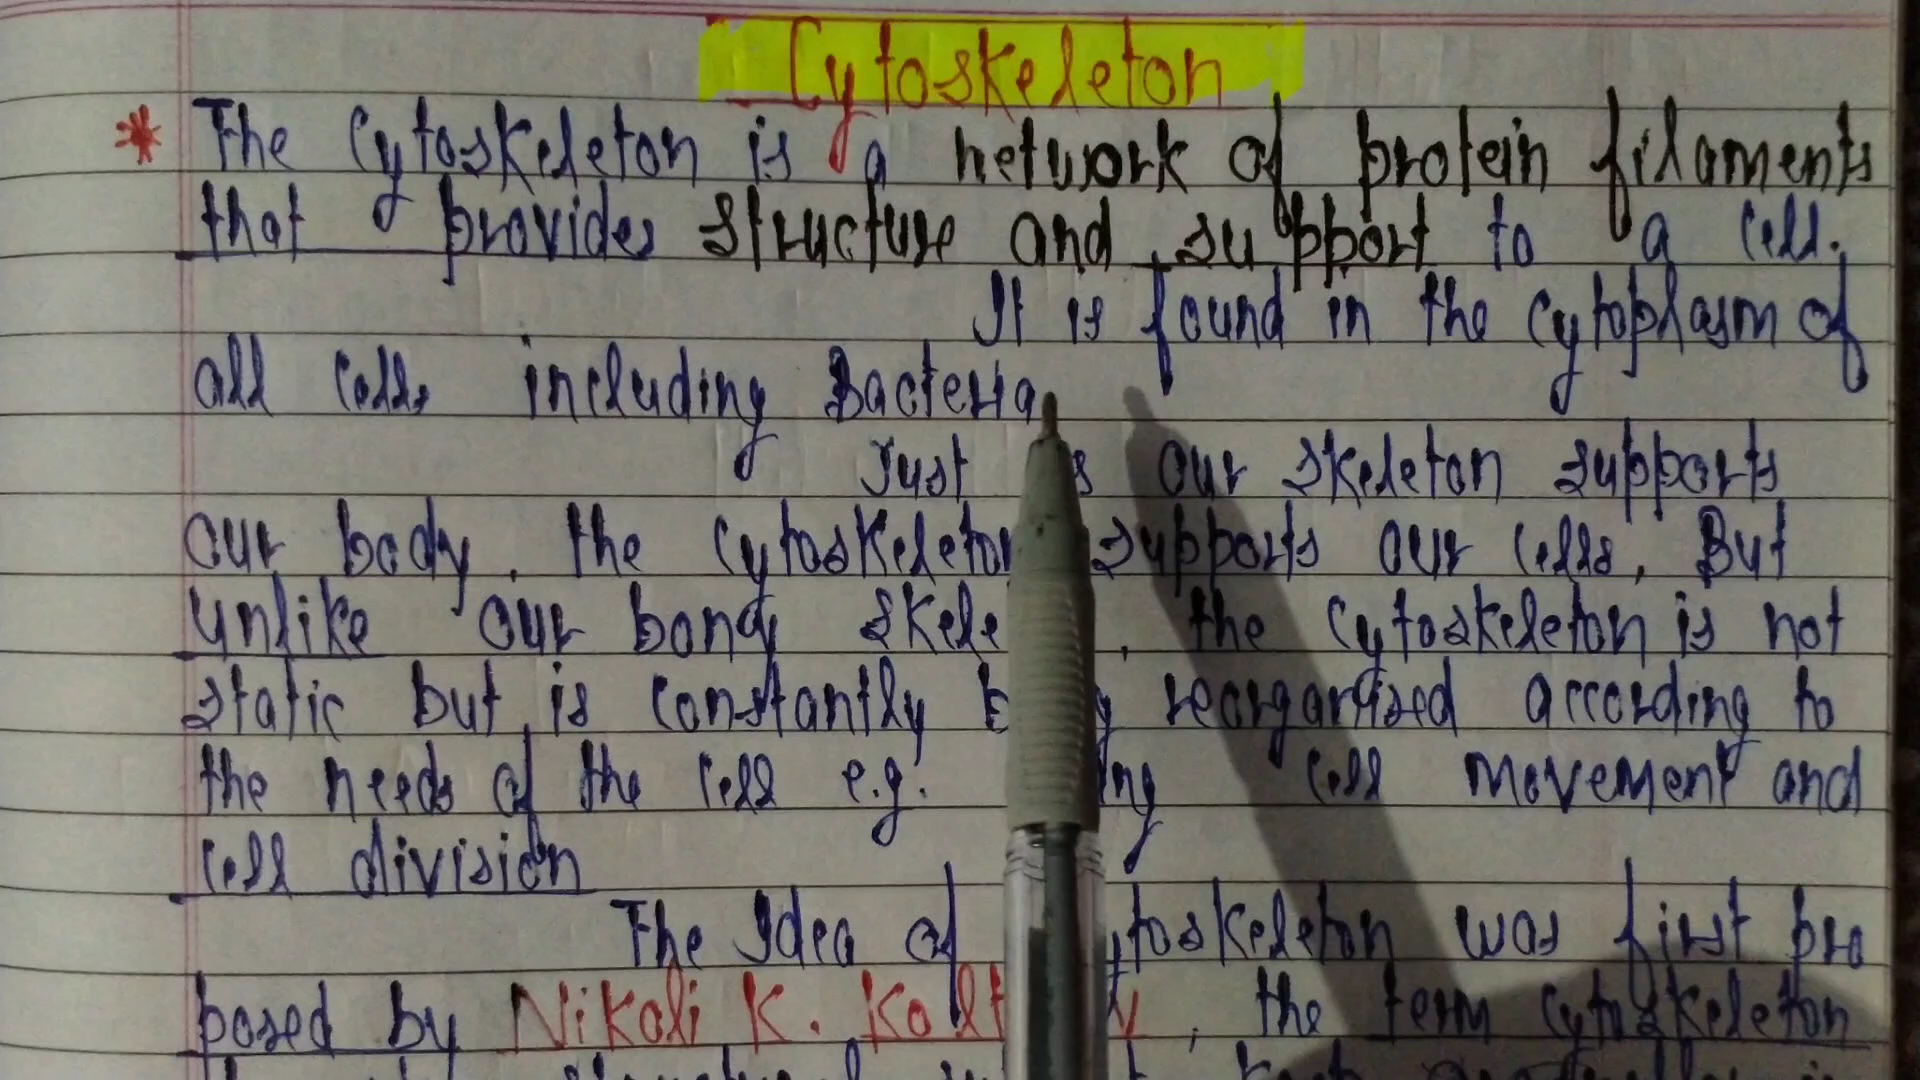 Cytoskeleton
* The Cytoskeleton is a network of protein filaments
that provides structure and support to a cell.
It is found in the cytoplasm of
all cells including Bacteria
Just our skeleton supports
our body, the cytoskeleton supports our cells, But
unlike our bony the cytoskeleton is not
static but is constantly reorganised according to
the needs of the cell e.g. cell movement and
cell division
The Idea of was first pro
posed by Nikoli K. , the term cytoskeleton